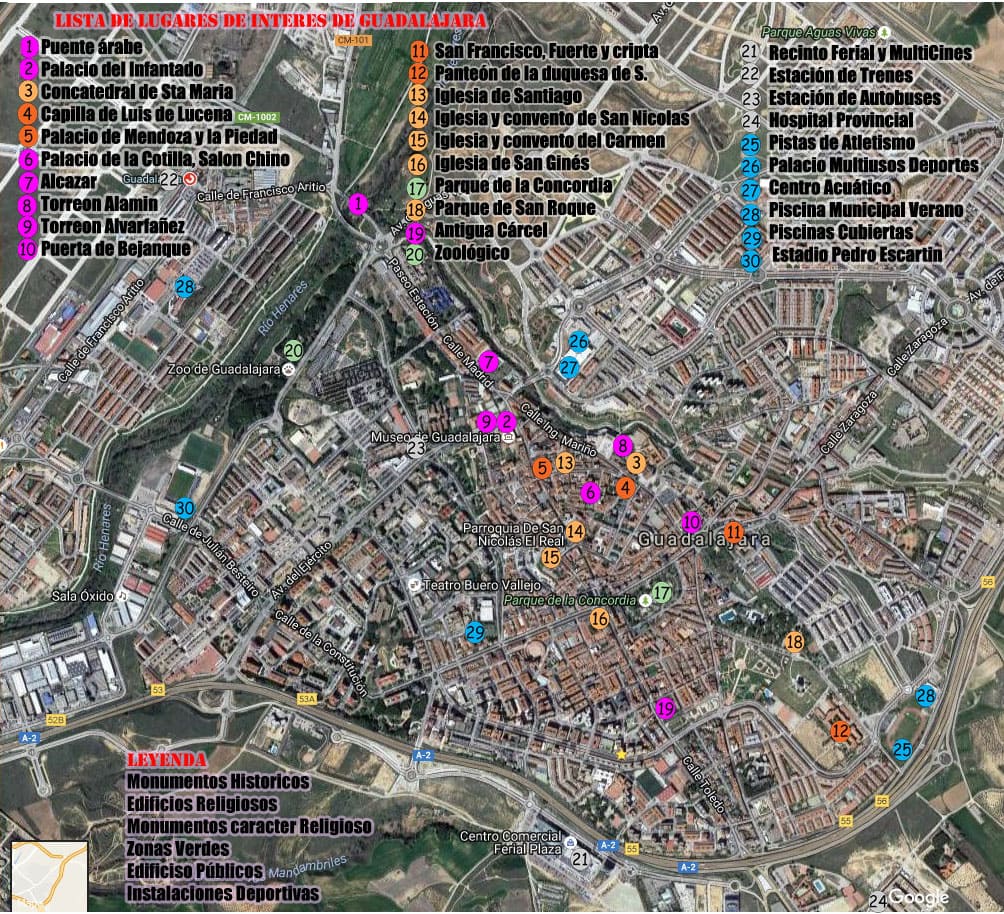 LISTA DE LUGARES DE INTERES DE GUADALAJARA
1 Puente árabe
2 Palacio del Infantado
3 Concatedral de Sta Maria
4 Capilla de Luis de Lucena
5 Palacio de Mendoza y la Piedad
6 Palacio de la Cotilla, Salon Chino
7 Alcazar
8 Torreon Alamin
9 Torreon Alvariañez
10 Puerta de Bejanque
11 San Francisco, Fuerte y cripta
12 Panteón de la duquesa de S.
13 Iglesia de Santiago
14 Iglesia y convento de San Nicolas
15 Iglesia y convento del Carmen
16 Iglesia de San Ginés
17 Parque de la Concordia
18 Parque de San Roque
19 Antigua Cárcel
20 Zoológico
21 Recinto Ferial y MultiCines
22 Estación de Trenes
23 Estación de Autobuses
24 Hospital Provincial
25 Pistas de Atletismo
26 Palacio Multiusos Deportes
27 Centro Acuático
28 Piscina Municipal Verano
29 Piscinas Cubiertas
30 Estadio Pedro Escartin
CM-101
Parque Aguas Vivas
CM-1002
Guadal
22
Calle de Francisco Aritio
1
Paseo Estación
Río Henares
28
Calle de Francisco Aritio
Av. de
Calle Zaragoza
20
Zoo de Guadalajara
Calle Madrid
7
26
27
9
2
Calle Ing. Mariño
Museo de Guadalajara
23
8
3
5
13
4
6
Calle Zaragoza
10
11
Guadalajara
30
Calle de Julián Besteiro
Río Henares
Parroquia De San
Nicolás El Real
14
15
Av. del Ejército
Sala Óxido
Teatro Buero Vallejo
Parque de la Concordia
17
16
29
18
56
Calle de la Constitución
19
28
12
25
53
53A
52B
A-2
A-2
Calle Toledo
56
55
LEYENDA
Monumentos Historicos
Edificios Religiosos
Monumentos caracter Religioso
Zonas Verdes
Edificiso Públicos
Instalaciones Deportivas
Mandambriles
Centro Comercial
Ferial Plaza
21
A-2
55
A-2
24
Google